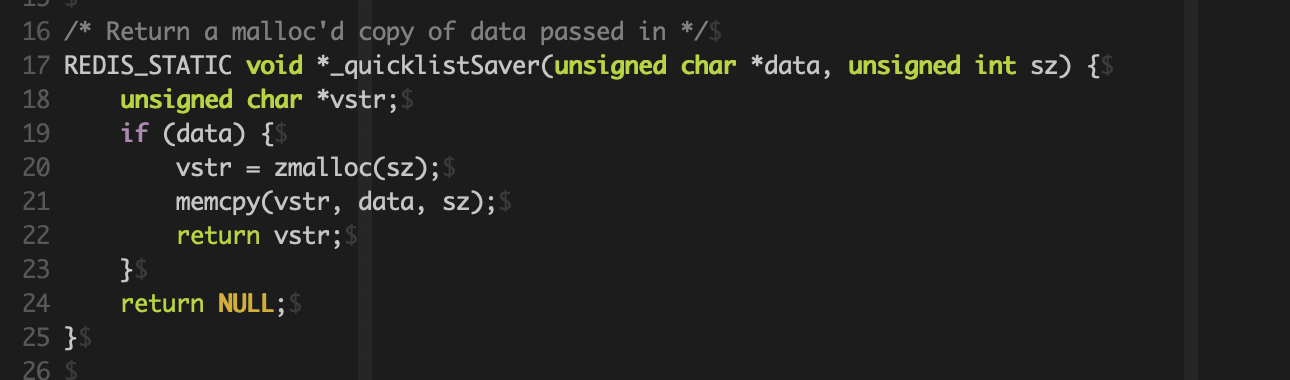 15 $
16 /* Return a malloc'd copy of data passed in */$
17 REDIS_STATIC void *_quicklistSaver(unsigned char *data, unsigned int sz) {$
18     unsigned char *vstr;$
19     if (data) {$
20         vstr = zmalloc(sz);$
21         memcpy(vstr, data, sz);$
22         return vstr;$
23     }$
24     return NULL;$
25 }$
26 $